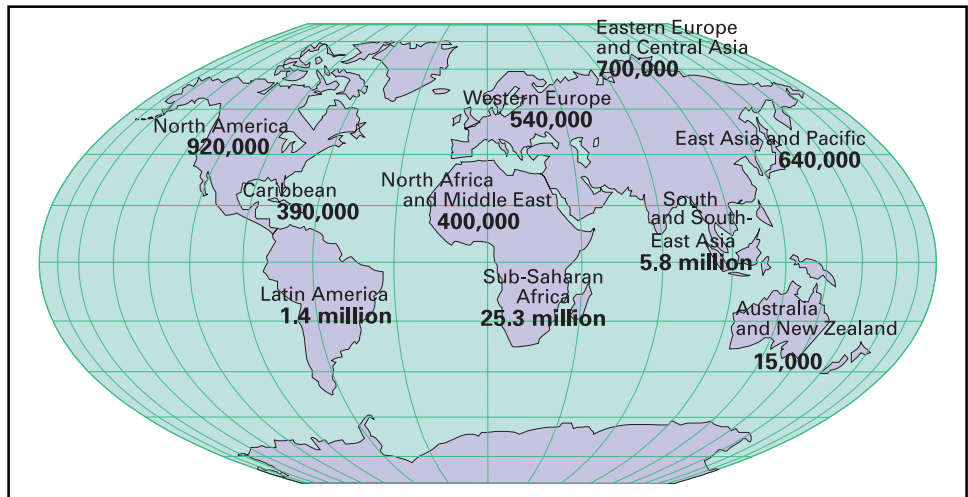 Eastern Europe
and Central Asia
700,000
Western Europe
540,000
North America
920,000
East Asia and Pacific
640,000
Caribbean
390,000
North Africa
and Middle East
400,000
South
and South-
East Asia
5.8 million
Latin America
1.4 million
Sub-Saharan
Africa
25.3 million
Australia
and New Zealand
15,000